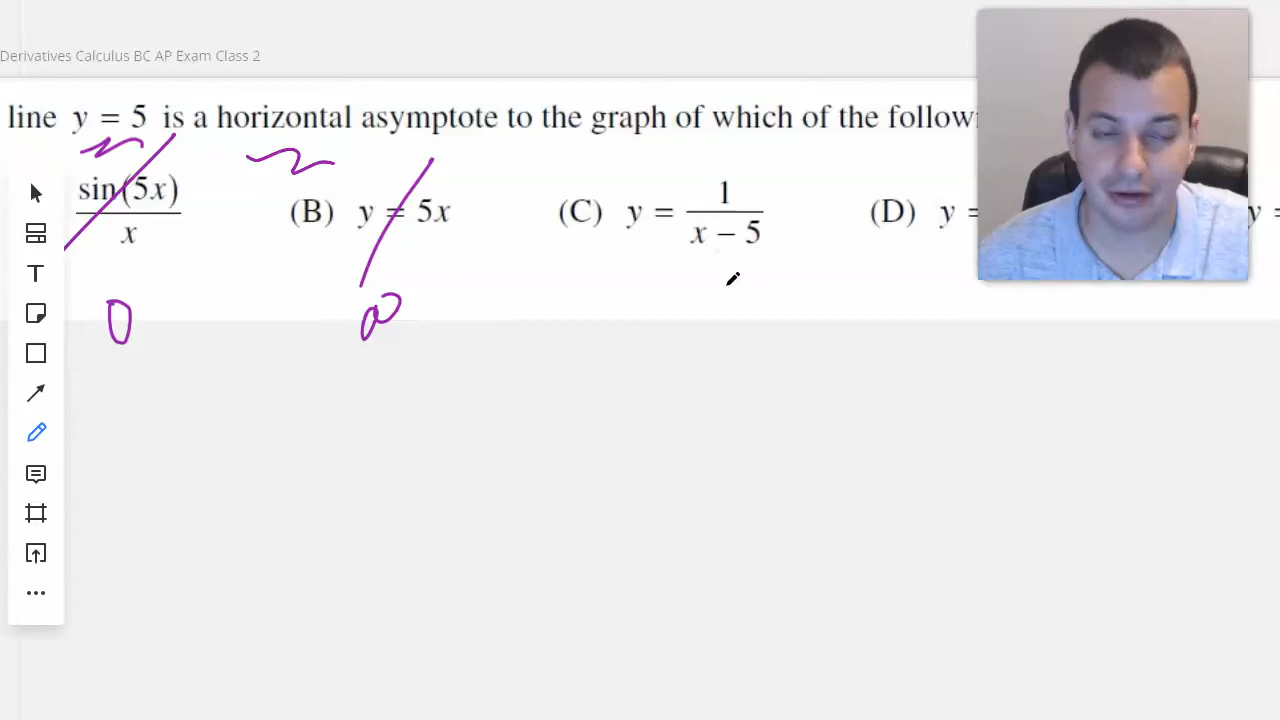 Derivatives Calculus BC AP Exam Class 2
line y = 5 is a horizontal asymptote to the graph of which of the
sin(5x)/x (B) y = 5x (C) y = 1/(x − 5) (D) y = y =
0 ∞
T